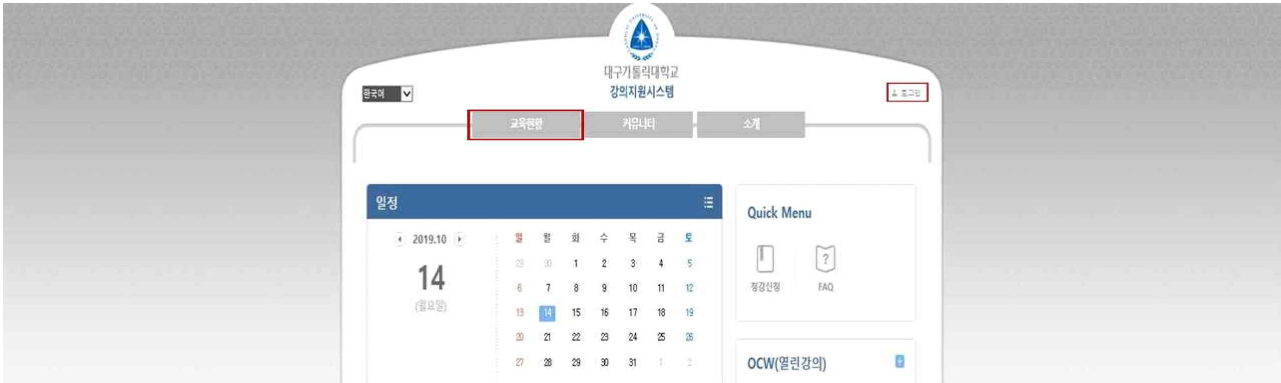 대구가톨릭대학교
강의지원시스템
한국어
로그인
교육현황 커뮤니티 소개
일정
2019.10
14
(월요일)
일 월 화 수 목 금 토
29 30 1 2 3 4 5
6 7 8 9 10 11 12
13 14 15 16 17 18 19
20 21 22 23 24 25 26
27 28 29 30 31 1 2
Quick Menu
청강신청 FAQ
OCW(열린강의)